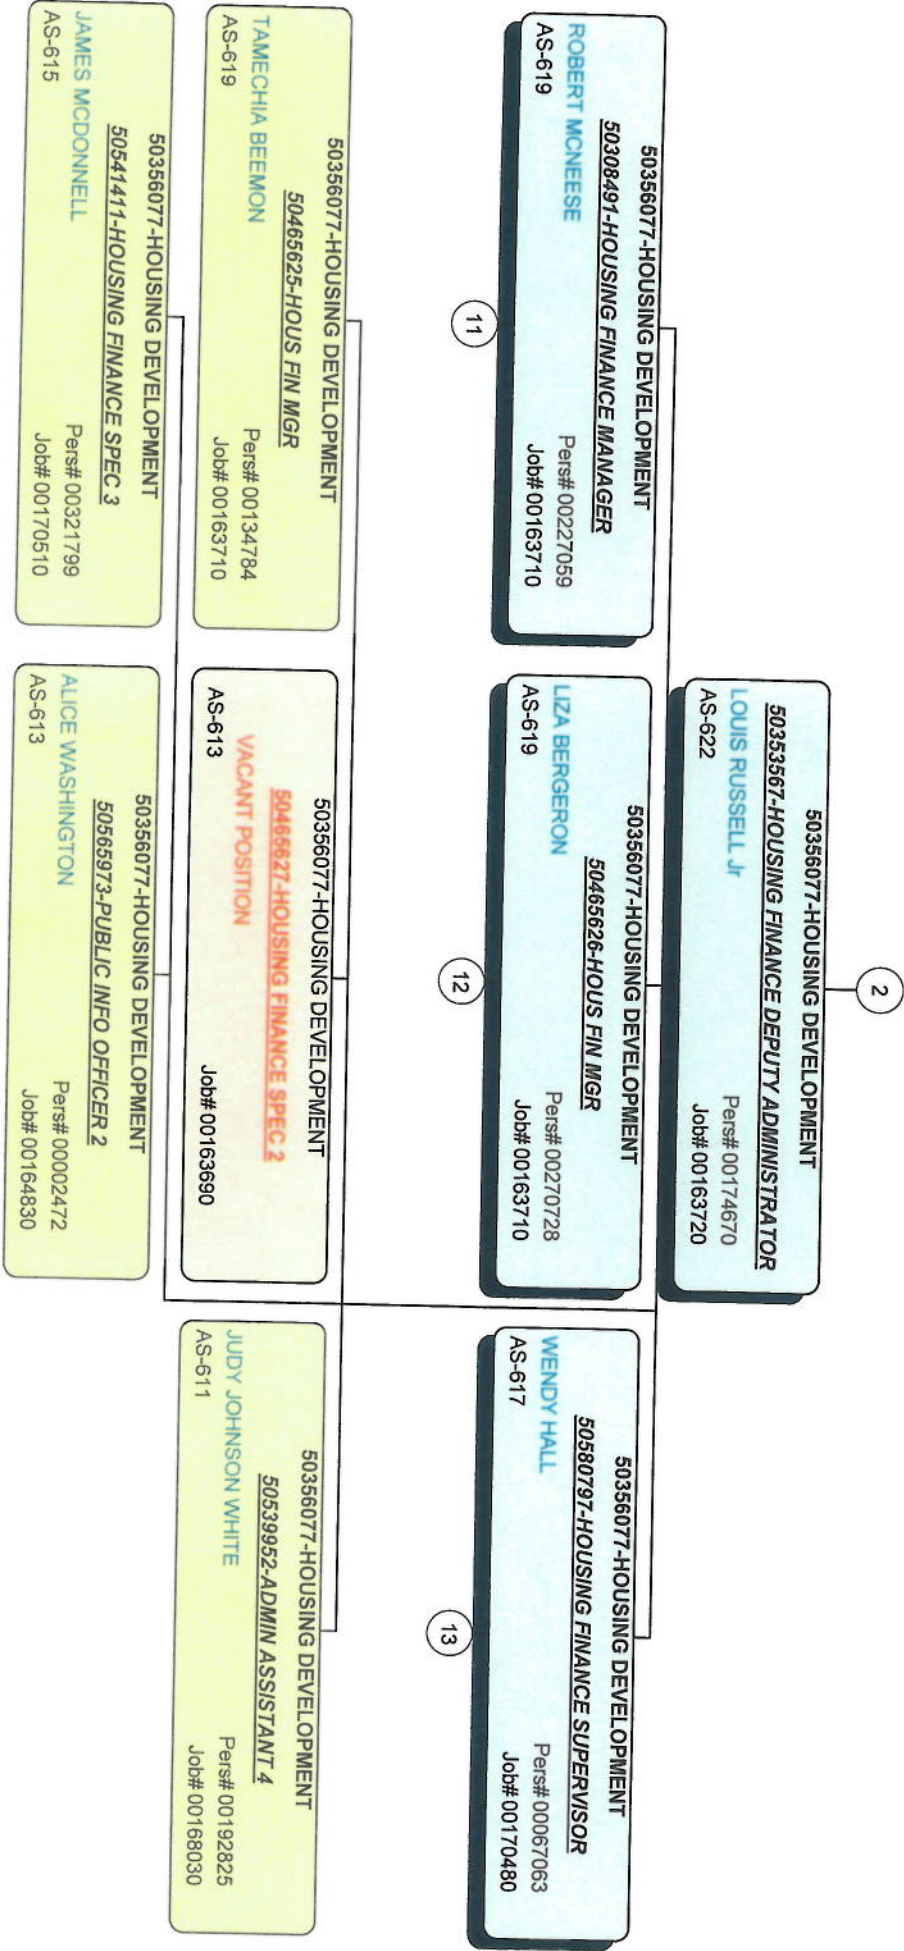 2
50356077-HOUSING DEVELOPMENT
50353567-HOUSING FINANCE DEPUTY ADMINISTRATOR
LOUIS RUSSELL Jr
Pers# 00174670
AS-622
Job# 00163720
50356077-HOUSING DEVELOPMENT
50308491-HOUSING FINANCE MANAGER
ROBERT MCNEESE
Pers# 00227059
AS-619
Job# 00163710
11
50356077-HOUSING DEVELOPMENT
50465626-HOUS FIN MGR
LIZA BERGERON
Pers# 00270728
AS-619
Job# 00163710
12
50356077-HOUSING DEVELOPMENT
50580797-HOUSING FINANCE SUPERVISOR
WENDY HALL
Pers# 00067063
AS-617
Job# 00170480
13
50356077-HOUSING DEVELOPMENT
50465625-HOUS FIN MGR
TAMECHIA BEEMON
Pers# 00134784
AS-619
Job# 00163710
50356077-HOUSING DEVELOPMENT
50465627-HOUSING FINANCE SPEC 2
VACANT POSITION
AS-613
Job# 00163690
50356077-HOUSING DEVELOPMENT
50539952-ADMIN ASSISTANT 4
JUDY JOHNSON WHITE
Pers# 00192825
AS-611
Job# 00168030
50356077-HOUSING DEVELOPMENT
50541411-HOUSING FINANCE SPEC 3
JAMES MCDONNELL
Pers# 00321799
AS-615
Job# 00170510
50356077-HOUSING DEVELOPMENT
50565973-PUBLIC INFO OFFICER 2
ALICE WASHINGTON
Pers# 00002472
AS-613
Job# 00164830